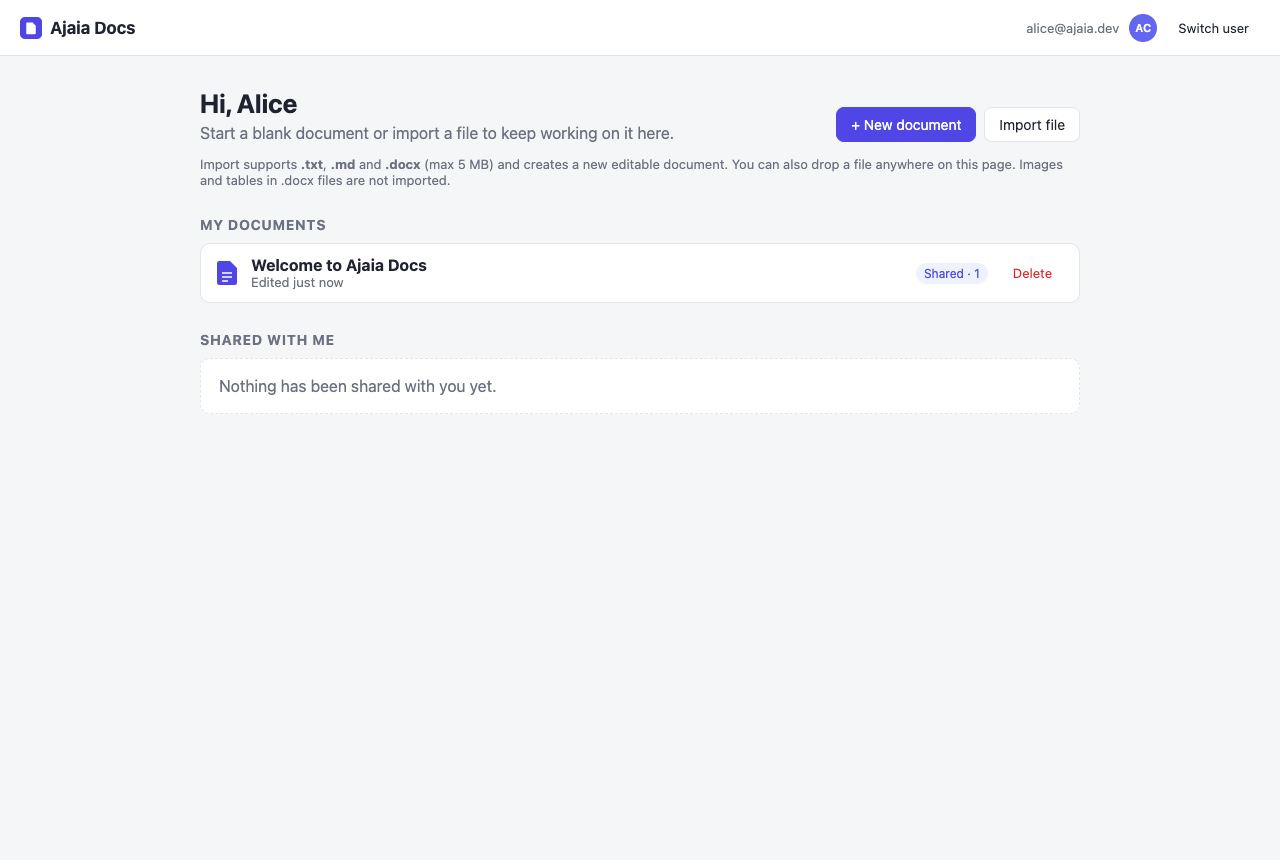 Ajaia Docs
alice@ajaia.dev AC Switch user
Hi, Alice
Start a blank document or import a file to keep working on it here.
+ New document
Import file
Import supports .txt, .md and .docx (max 5 MB) and creates a new editable document. You can also drop a file anywhere on this page. Images
and tables in .docx files are not imported.
MY DOCUMENTS
Welcome to Ajaia Docs
Edited just now
Shared · 1
Delete
SHARED WITH ME
Nothing has been shared with you yet.